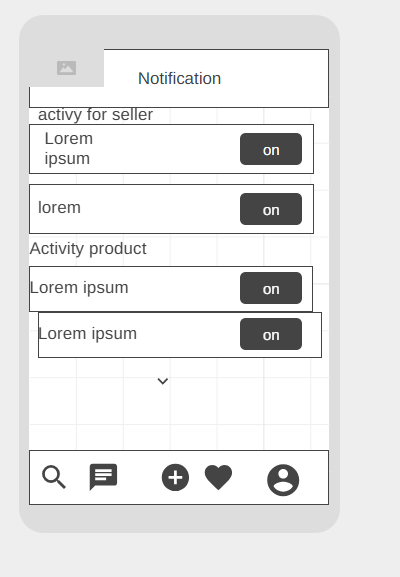 Notification
activy for seller
Lorem
ipsum
on
lorem
on
Activity product
Lorem ipsum
on
Lorem ipsum
on